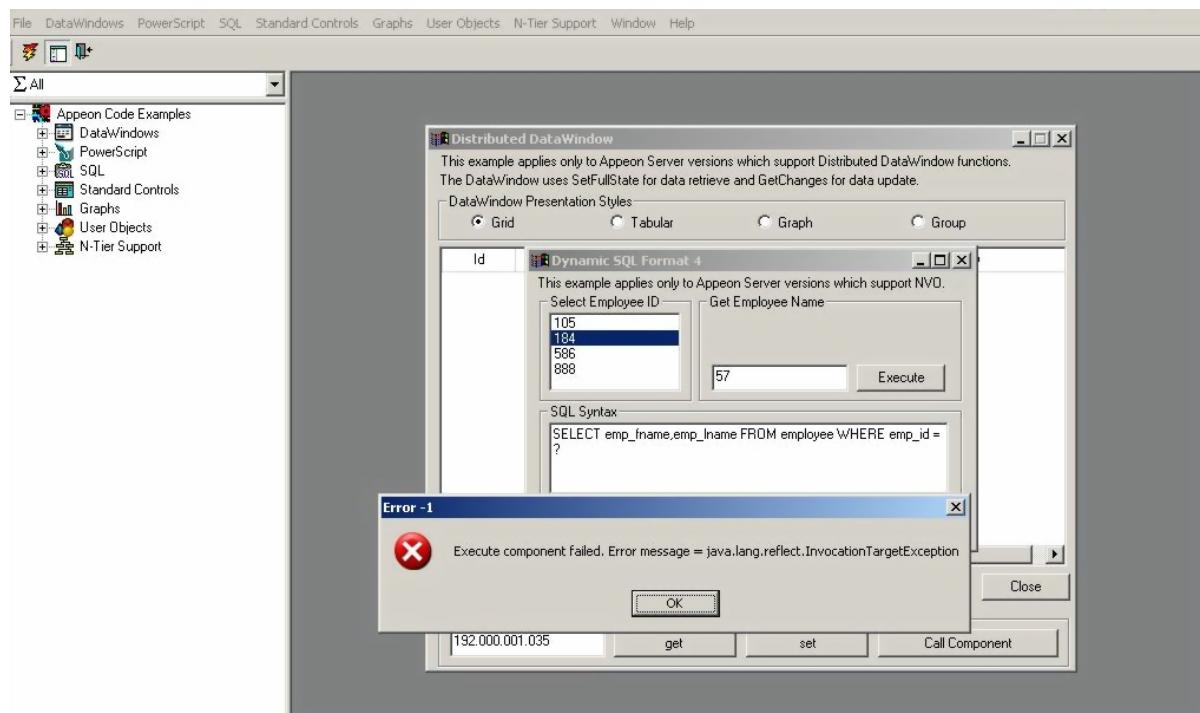 File DataWindows PowerScript SQL Standard Controls Graphs User Objects N-Tier Support Window Help
Σ All
Appeon Code Examples
DataWindows
PowerScript
SQL
Standard Controls
Graphs
User Objects
N-Tier Support
Distributed DataWindow
This example applies only to Appeon Server versions which support Distributed DataWindow functions.
The DataWindow uses SetFullState for data retrieve and GetChanges for data update.
DataWindow Presentation Styles
Grid Tabular Graph Group
Id
Dynamic SQL Format 4
This example applies only to Appeon Server versions which support NVO.
Select Employee ID Get Employee Name
105
184
586
888
57 Execute
SQL Syntax
SELECT emp_fname,emp_lname FROM employee WHERE emp_id =
?
Error -1
Execute component failed. Error message = java.lang.reflect.InvocationTargetException
OK
Close
192.000.001.035 get set Call Component